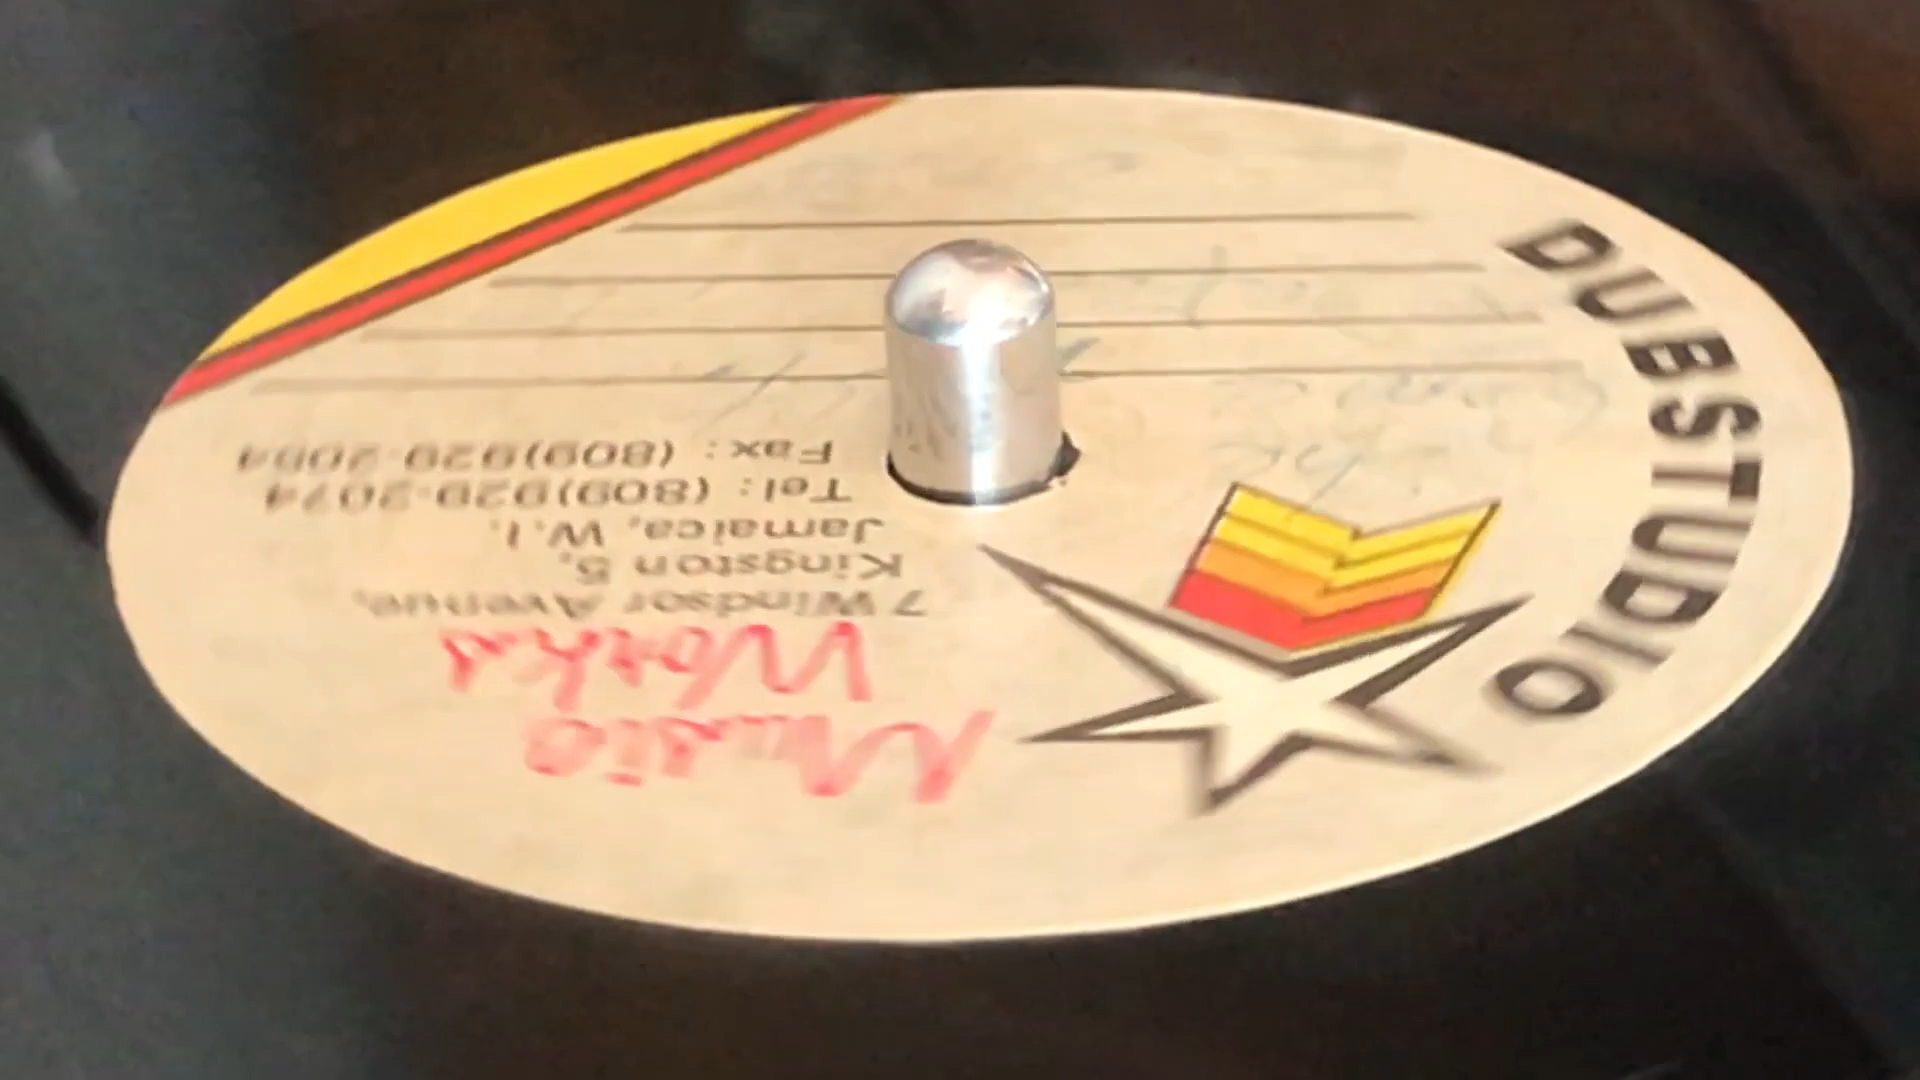 DUBSTUDIO
Music
Works
7 Windsor Avenue,
Kingston 5,
Jamaica, W.I.
Tel: (809)929-2074
Fax: (809)929-2084